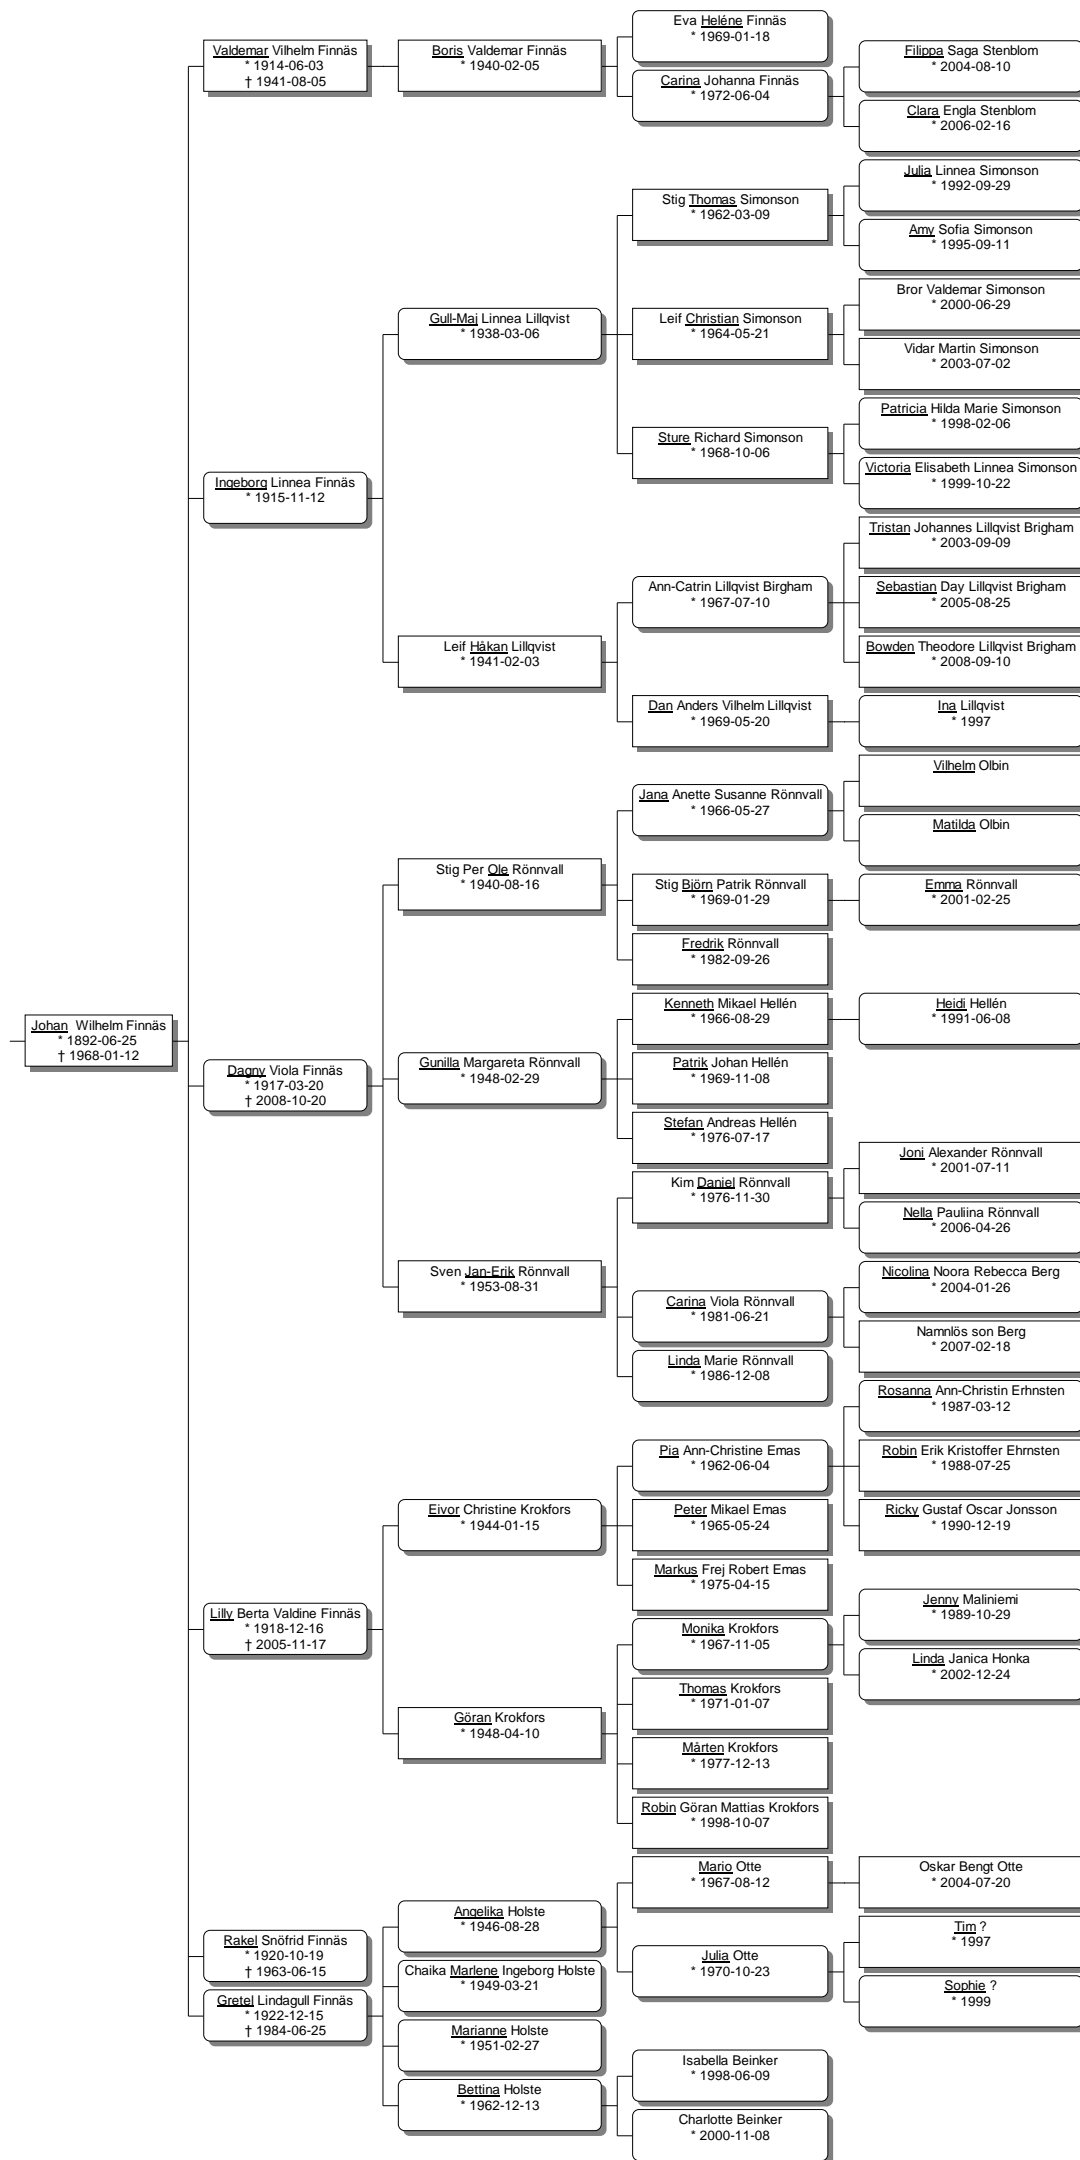 Johan Wilhelm Finnäs
* 1892-06-25
† 1968-01-12
Valdemar Vilhelm Finnäs
* 1914-06-03
† 1941-08-05
Boris Valdemar Finnäs
* 1940-02-05
Eva Heléne Finnäs
* 1969-01-18
Carina Johanna Finnäs
* 1972-06-04
Filippa Saga Stenblom
* 2004-08-10
Clara Engla Stenblom
* 2006-02-16
Ingeborg Linnea Finnäs
* 1915-11-12
Gull-Maj Linnea Lillqvist
* 1938-03-06
Stig Thomas Simonson
* 1962-03-09
Julia Linnea Simonson
* 1992-09-29
Amy Sofia Simonson
* 1995-09-11
Leif Christian Simonson
* 1964-05-21
Bror Valdemar Simonson
* 2000-06-29
Vidar Martin Simonson
* 2003-07-02
Sture Richard Simonson
* 1968-10-06
Patricia Hilda Marie Simonson
* 1998-02-06
Victoria Elisabeth Linnea Simonson
* 1999-10-22
Leif Håkan Lillqvist
* 1941-02-03
Ann-Catrin Lillqvist Birgham
* 1967-07-10
Tristan Johannes Lillqvist Brigham
* 2003-09-09
Sebastian Day Lillqvist Brigham
* 2005-08-25
Bowden Theodore Lillqvist Brigham
* 2008-09-10
Dan Anders Vilhelm Lillqvist
* 1969-05-20
Ina Lillqvist
* 1997
Dagny Viola Finnäs
* 1917-03-20
† 2008-10-20
Stig Per Ole Rönnvall
* 1940-08-16
Jana Anette Susanne Rönnvall
* 1966-05-27
Vilhelm Olbin
Matilda Olbin
Stig Björn Patrik Rönnvall
* 1969-01-29
Emma Rönnvall
* 2001-02-25
Fredrik Rönnvall
* 1982-09-26
Gunilla Margareta Rönnvall
* 1948-02-29
Kenneth Mikael Hellén
* 1966-08-29
Heidi Hellén
* 1991-06-08
Patrik Johan Hellén
* 1969-11-08
Stefan Andreas Hellén
* 1976-07-17
Sven Jan-Erik Rönnvall
* 1953-08-31
Kim Daniel Rönnvall
* 1976-11-30
Joni Alexander Rönnvall
* 2001-07-11
Nella Pauliina Rönnvall
* 2006-04-26
Carina Viola Rönnvall
* 1981-06-21
Nicolina Noora Rebecca Berg
* 2004-01-26
Namnlös son Berg
* 2007-02-18
Linda Marie Rönnvall
* 1986-12-08
Lilly Berta Valdine Finnäs
* 1918-12-16
† 2005-11-17
Eivor Christine Krokfors
* 1944-01-15
Pia Ann-Christine Emas
* 1962-06-04
Rosanna Ann-Christin Erhnsten
* 1987-03-12
Robin Erik Kristoffer Ehrnsten
* 1988-07-25
Ricky Gustaf Oscar Jonsson
* 1990-12-19
Peter Mikael Emas
* 1965-05-24
Markus Frej Robert Emas
* 1975-04-15
Göran Krokfors
* 1948-04-10
Monika Krokfors
* 1967-11-05
Jenny Maliniemi
* 1989-10-29
Linda Janica Honka
* 2002-12-24
Thomas Krokfors
* 1971-01-07
Mårten Krokfors
* 1977-12-13
Robin Göran Mattias Krokfors
* 1998-10-07
Rakel Snöfrid Finnäs
* 1920-10-19
† 1963-06-15
Gretel Lindagull Finnäs
* 1922-12-15
† 1984-06-25
Angelika Holste
* 1946-08-28
Mario Otte
* 1967-08-12
Oskar Bengt Otte
* 2004-07-20
Julia Otte
* 1970-10-23
Tim ?
* 1997
Sophie ?
* 1999
Chaika Marlene Ingeborg Holste
* 1949-03-21
Marianne Holste
* 1951-02-27
Bettina Holste
* 1962-12-13
Isabella Beinker
* 1998-06-09
Charlotte Beinker
* 2000-11-08